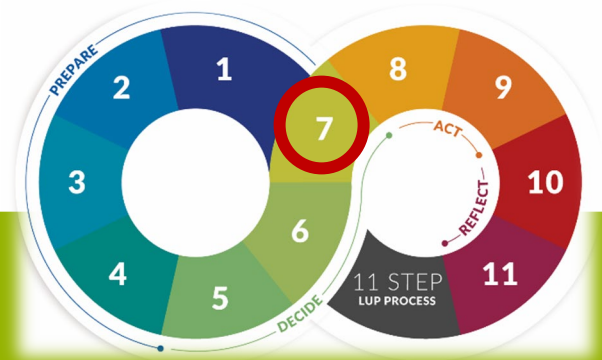 PREPARE
1
2
3
4
5
6
7
8
9
10
11
DECIDE
ACT
REFLECT
11 STEP
LUP PROCESS